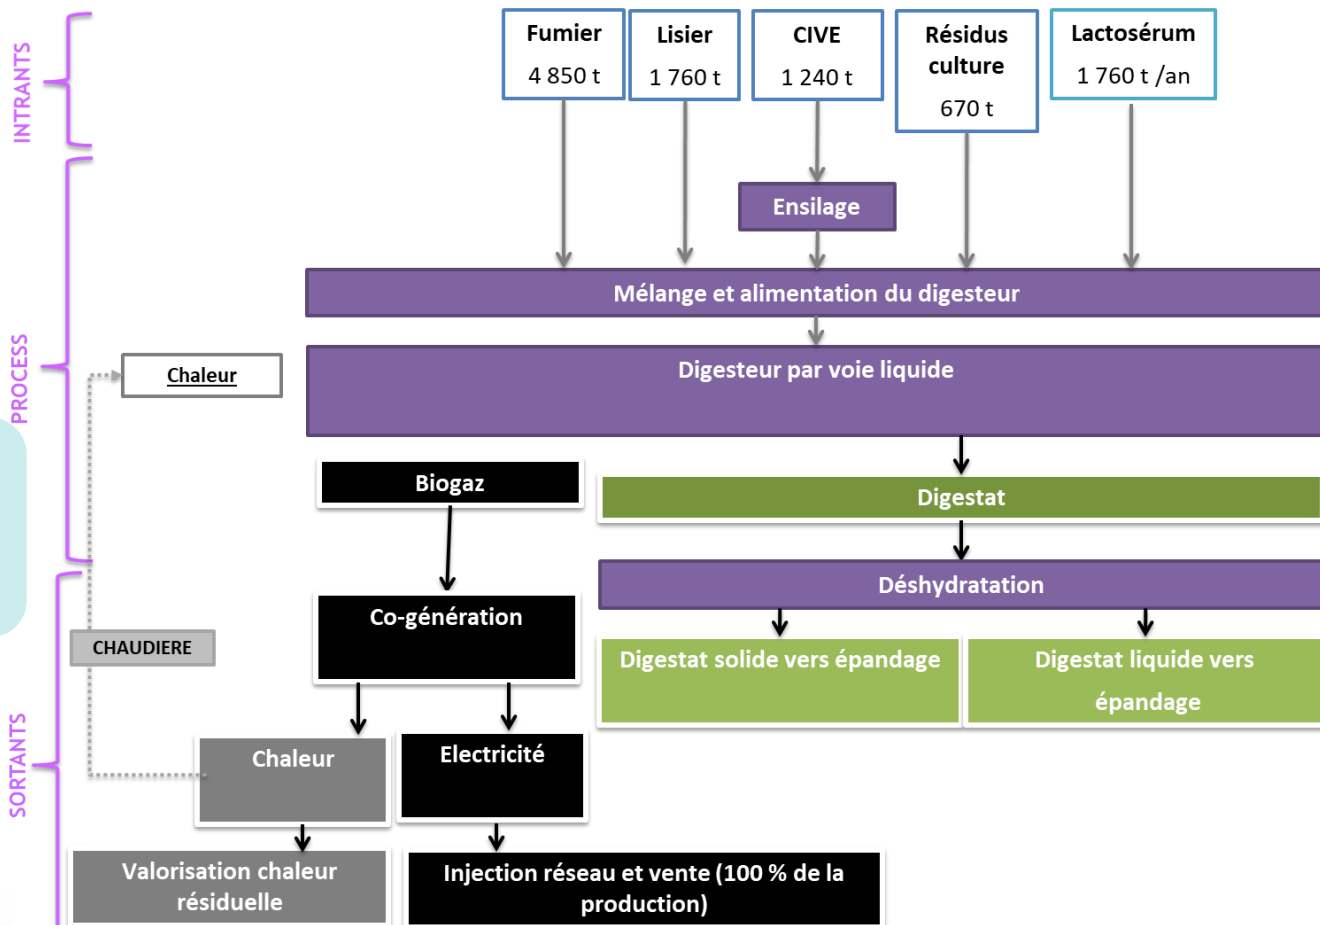 INTRANTS
Fumier
4 850 t
Lisier
1 760 t
CIVE
1 240 t
Résidus
culture
670 t
Lactosérum
1 760 t /an
PROCESS
Ensilage
Mélange et alimentation du digesteur
Chaleur
Digesteur par voie liquide
Biogaz
Digestat
Déshydratation
SORTANTS
CHAUDIERE
Co-génération
Digestat solide vers épandage
Digestat liquide vers
épandage
Chaleur
Electricité
Valorisation chaleur
résiduelle
Injection réseau et vente (100 % de la
production)